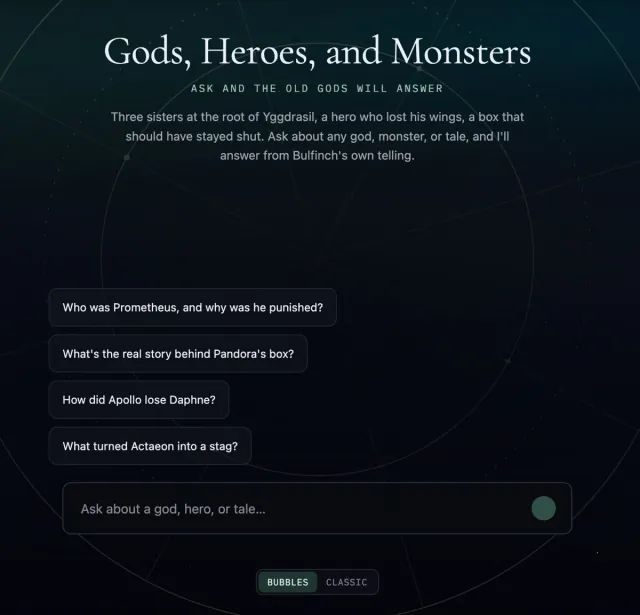 Gods, Heroes, and Monsters
ASK AND THE OLD GODS WILL ANSWER
Three sisters at the root of Yggdrasil, a hero who lost his wings, a box that
should have stayed shut. Ask about any god, monster, or tale, and I'll
answer from Bulfinch's own telling.
Who was Prometheus, and why was he punished?
What's the real story behind Pandora's box?
How did Apollo lose Daphne?
What turned Actaeon into a stag?
Ask about a god, hero, or tale...
BUBBLES CLASSIC